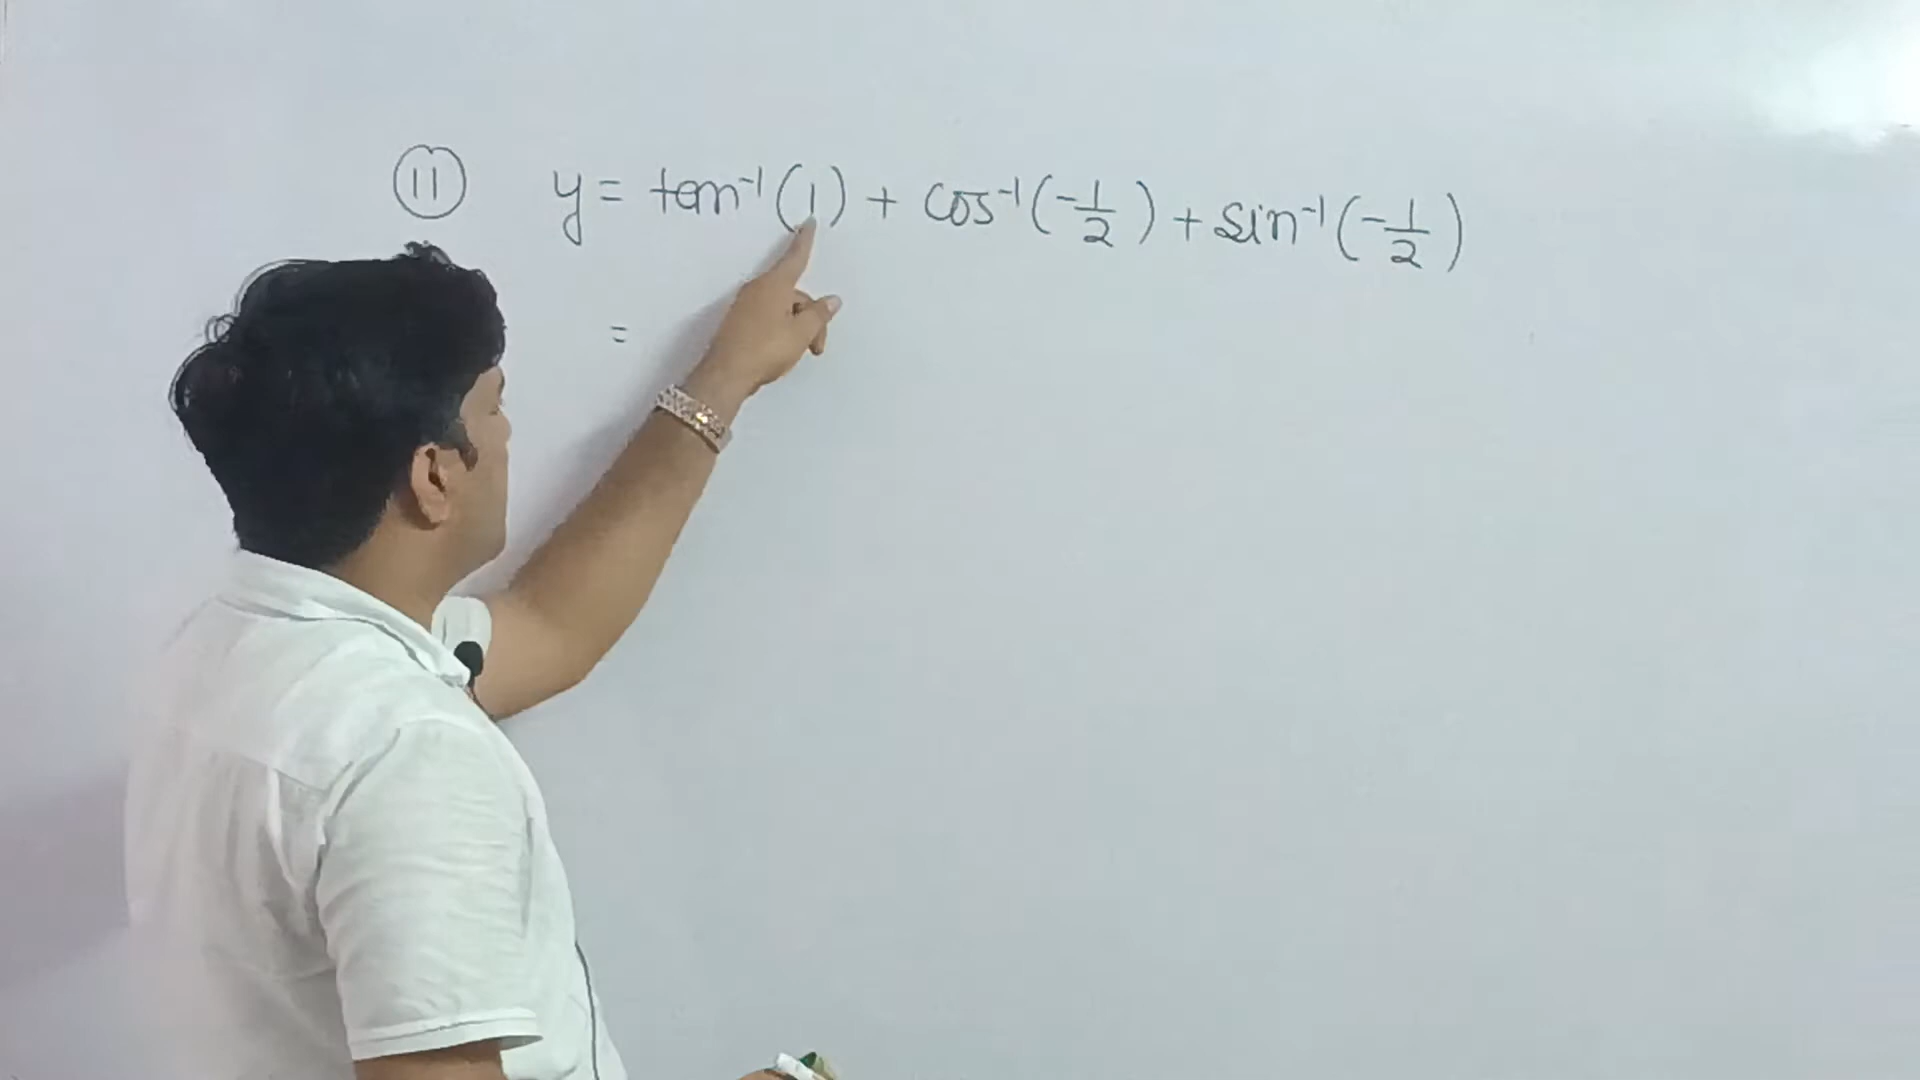 ⑪ y = tan⁻¹(1) + cos⁻¹(-1/2) + sin⁻¹(-1/2)
=